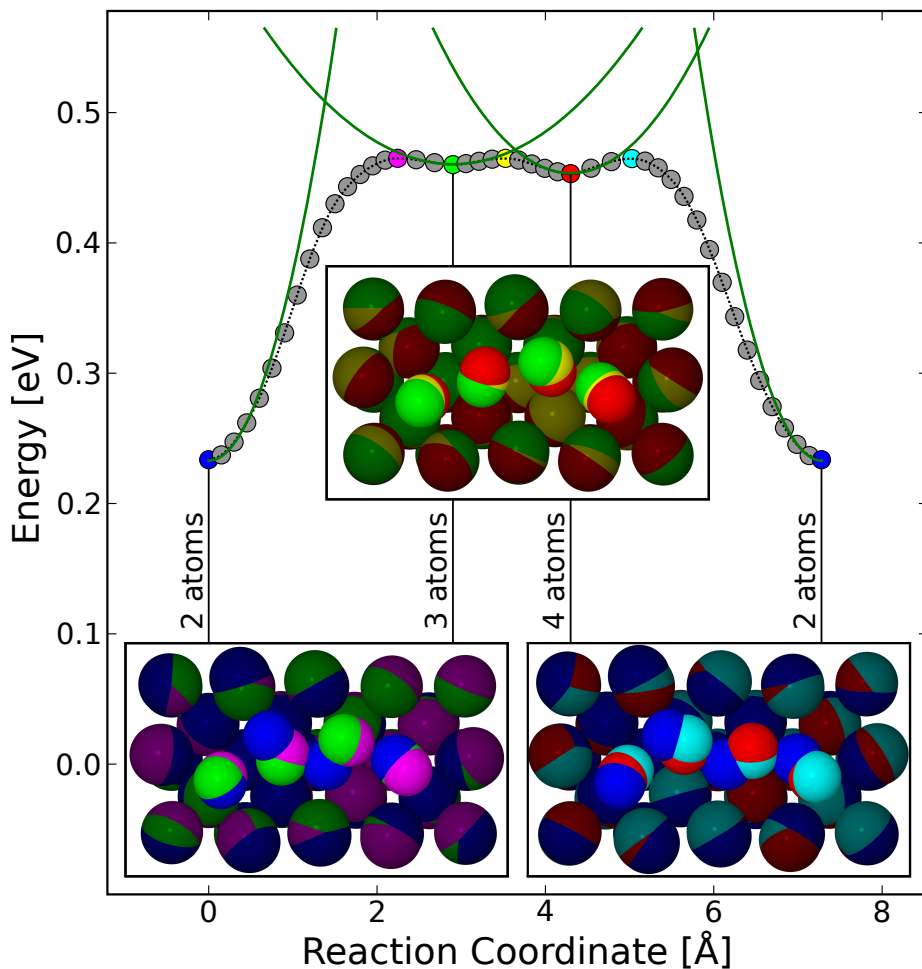 0.5
0.4
0.3
0.2
0.1
0.0
Energy [eV]
2 atoms
3 atoms
4 atoms
2 atoms
0 2 4 6 8
Reaction Coordinate [Å]